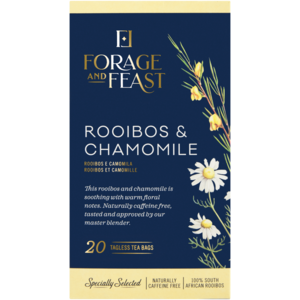 FORAGE
AND FEAST
ROOIBOS &
CHAMOMILE
ROOIBOS E CAMOMILA
ROOIBOS ET CAMOMILLE
This rooibos and chamomile is
soothing with warm floral
notes. Naturally caffeine free,
tasted and approved by our
master blender.
20 TAGLESS TEA BAGS
Specially Selected
NATURALLY
CAFFEINE FREE
100% SOUTH
AFRICAN ROOIBOS